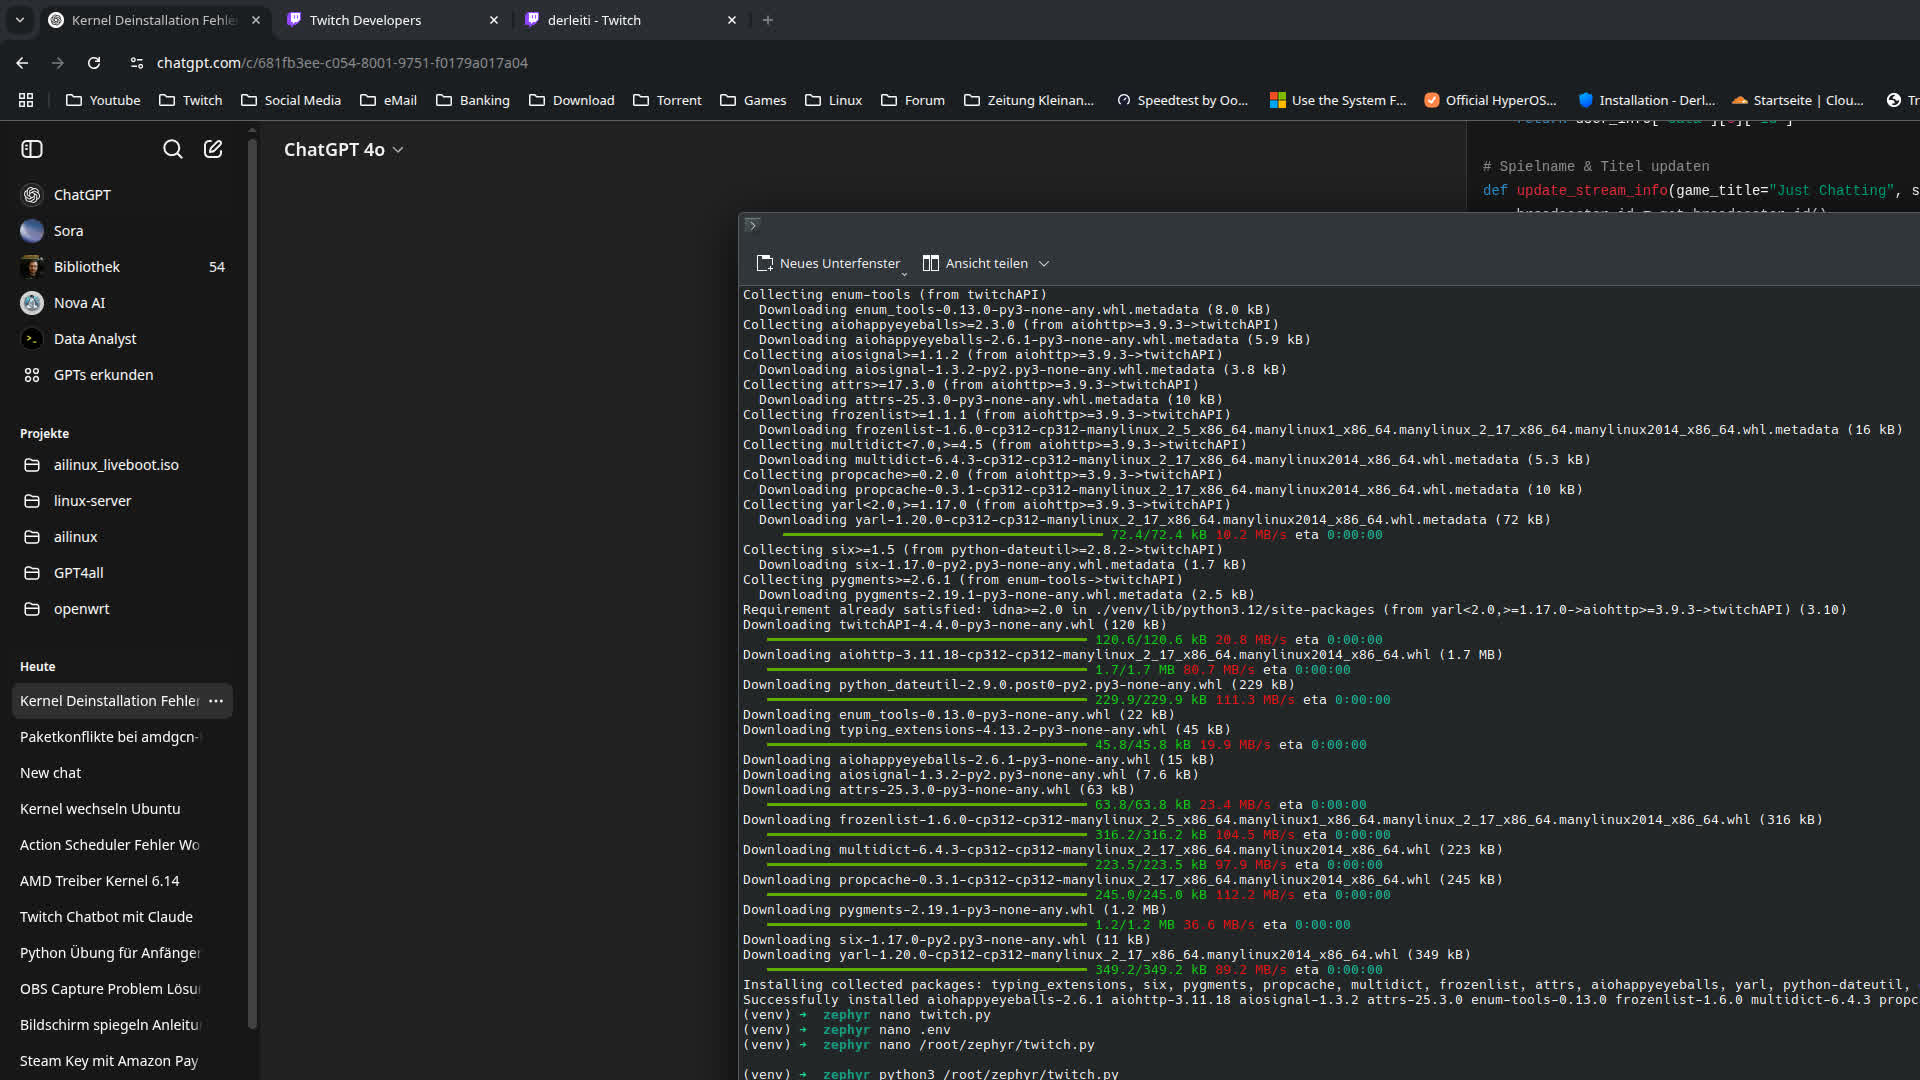 Kernel Deinstallation Fehle
Twitch Developers
derleiti - Twitch
chatgpt.com/c/681fb3ee-c054-8001-9751-f0179a017a04
Youtube
Twitch
Social Media
eMail
Banking
Download
Torrent
Games
Linux
Forum
Zeitung Kleinan...
Speedtest by Oo...
Use the System F...
Official HyperOS...
Installation - Derl...
Startseite | Clou...
Tr
ChatGPT
Sora
Bibliothek 54
Nova AI
Data Analyst
GPTs erkunden
Projekte
ailinux_liveboot.iso
linux-server
ailinux
GPT4all
openwrt
Heute
Kernel Deinstallation Fehler
Paketkonflikte bei amdgcn-
New chat
Kernel wechseln Ubuntu
Action Scheduler Fehler Wo
AMD Treiber Kernel 6.14
Twitch Chatbot mit Claude
Python Übung für Anfänger
OBS Capture Problem Lösu
Bildschirm spiegeln Anleitu
Steam Key mit Amazon Pay
ChatGPT 4o
# Spielname & Titel updaten
def update_stream_info(game_title="Just Chatting", s
Neues Unterfenster
Ansicht teilen
Collecting enum-tools (from twitchAPI)
Downloading enum_tools-0.13.0-py3-none-any.whl.metadata (8.0 kB)
Collecting aiohappyeyeballs>=2.3.0 (from aiohttp>=3.9.3->twitchAPI)
Downloading aiohappyeyeballs-2.6.1-py3-none-any.whl.metadata (5.9 kB)
Collecting aiosignal>=1.1.2 (from aiohttp>=3.9.3->twitchAPI)
Downloading aiosignal-1.3.2-py2.py3-none-any.whl.metadata (3.8 kB)
Collecting attrs>=17.3.0 (from aiohttp>=3.9.3->twitchAPI)
Downloading attrs-25.3.0-py3-none-any.whl.metadata (10 kB)
Collecting frozenlist>=1.1.1 (from aiohttp>=3.9.3->twitchAPI)
Downloading frozenlist-1.6.0-cp312-cp312-manylinux_2_5_x86_64.manylinux1_x86_64.manylinux_2_17_x86_64.manylinux2014_x86_64.whl.metadata (16 kB)
Collecting multidict<7.0,>=4.5 (from aiohttp>=3.9.3->twitchAPI)
Downloading multidict-6.4.3-cp312-cp312-manylinux_2_17_x86_64.manylinux2014_x86_64.whl.metadata (5.3 kB)
Collecting propcache>=0.2.0 (from aiohttp>=3.9.3->twitchAPI)
Downloading propcache-0.3.1-cp312-cp312-manylinux_2_17_x86_64.manylinux2014_x86_64.whl.metadata (10 kB)
Collecting yarl<2.0,>=1.17.0 (from aiohttp>=3.9.3->twitchAPI)
Downloading yarl-1.20.0-cp312-cp312-manylinux_2_17_x86_64.manylinux2014_x86_64.whl.metadata (72 kB)
72.4/72.4 kB 10.2 MB/s eta 0:00:00
Collecting six>=1.5 (from python-dateutil>=2.8.2->twitchAPI)
Downloading six-1.17.0-py2.py3-none-any.whl.metadata (1.7 kB)
Collecting pygments>=2.6.1 (from enum-tools->twitchAPI)
Downloading pygments-2.19.1-py3-none-any.whl.metadata (2.5 kB)
Requirement already satisfied: idna>=2.0 in ./venv/lib/python3.12/site-packages (from yarl<2.0,>=1.17.0->aiohttp>=3.9.3->twitchAPI) (3.10)
Downloading twitchAPI-4.4.0-py3-none-any.whl (120 kB)
120.6/120.6 kB 20.8 MB/s eta 0:00:00
Downloading aiohttp-3.11.18-cp312-cp312-manylinux_2_17_x86_64.manylinux2014_x86_64.whl (1.7 MB)
1.7/1.7 MB 80.7 MB/s eta 0:00:00
Downloading python_dateutil-2.9.0.post0-py2.py3-none-any.whl (229 kB)
229.9/229.9 kB 111.3 MB/s eta 0:00:00
Downloading enum_tools-0.13.0-py3-none-any.whl (22 kB)
Downloading typing_extensions-4.13.2-py3-none-any.whl (45 kB)
45.8/45.8 kB 19.9 MB/s eta 0:00:00
Downloading aiohappyeyeballs-2.6.1-py3-none-any.whl (15 kB)
Downloading aiosignal-1.3.2-py2.py3-none-any.whl (7.6 kB)
Downloading attrs-25.3.0-py3-none-any.whl (63 kB)
63.8/63.8 kB 23.4 MB/s eta 0:00:00
Downloading frozenlist-1.6.0-cp312-cp312-manylinux_2_5_x86_64.manylinux1_x86_64.manylinux_2_17_x86_64.manylinux2014_x86_64.whl (316 kB)
316.2/316.2 kB 104.5 MB/s eta 0:00:00
Downloading multidict-6.4.3-cp312-cp312-manylinux_2_17_x86_64.manylinux2014_x86_64.whl (223 kB)
223.5/223.5 kB 97.9 MB/s eta 0:00:00
Downloading propcache-0.3.1-cp312-cp312-manylinux_2_17_x86_64.manylinux2014_x86_64.whl (245 kB)
245.0/245.0 kB 112.2 MB/s eta 0:00:00
Downloading pygments-2.19.1-py3-none-any.whl (1.2 MB)
1.2/1.2 MB 36.6 MB/s eta 0:00:00
Downloading six-1.17.0-py2.py3-none-any.whl (11 kB)
Downloading yarl-1.20.0-cp312-cp312-manylinux_2_17_x86_64.manylinux2014_x86_64.whl (349 kB)
349.2/349.2 kB 89.2 MB/s eta 0:00:00
Installing collected packages: typing_extensions, six, pygments, propcache, multidict, frozenlist, attrs, aiohappyeyeballs, yarl, python-dateutil,
Successfully installed aiohappyeyeballs-2.6.1 aiohttp-3.11.18 aiosignal-1.3.2 attrs-25.3.0 enum-tools-0.13.0 frozenlist-1.6.0 multidict-6.4.3 propc
(venv) ➜ zephyr nano twitch.py
(venv) ➜ zephyr nano .env
(venv) ➜ zephyr nano /root/zephyr/twitch.py
(venv) ➜ zephyr python3 /root/zephyr/twitch.py